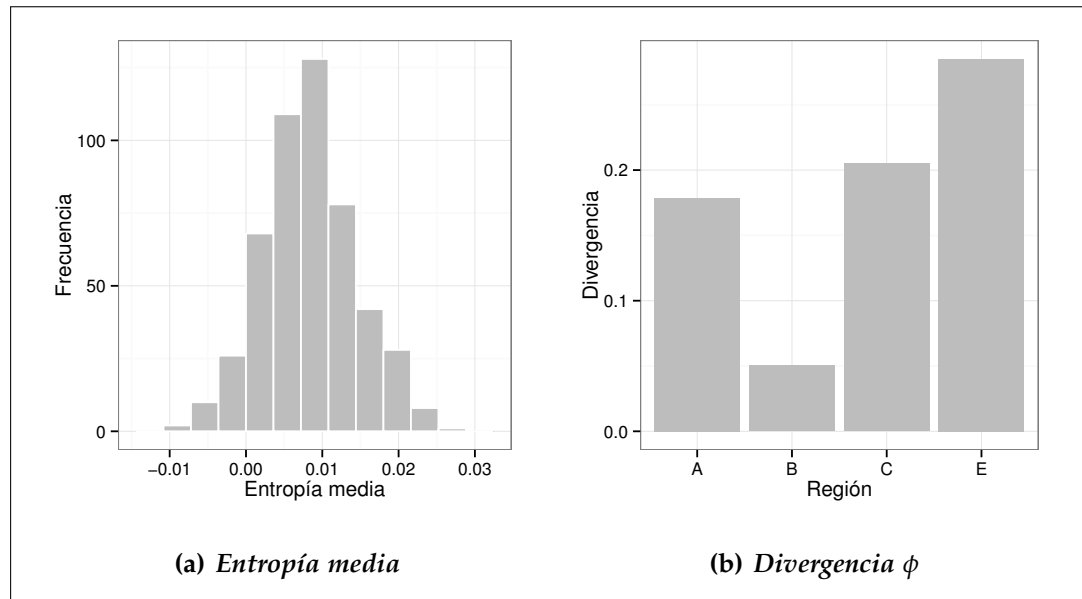 100
50
0
Frecuencia
−0.01 0.00 0.01 0.02 0.03
Entropía media
(a) Entropía media
0.2
0.1
0.0
Divergencia
A B C E
Región
(b) Divergencia ϕ